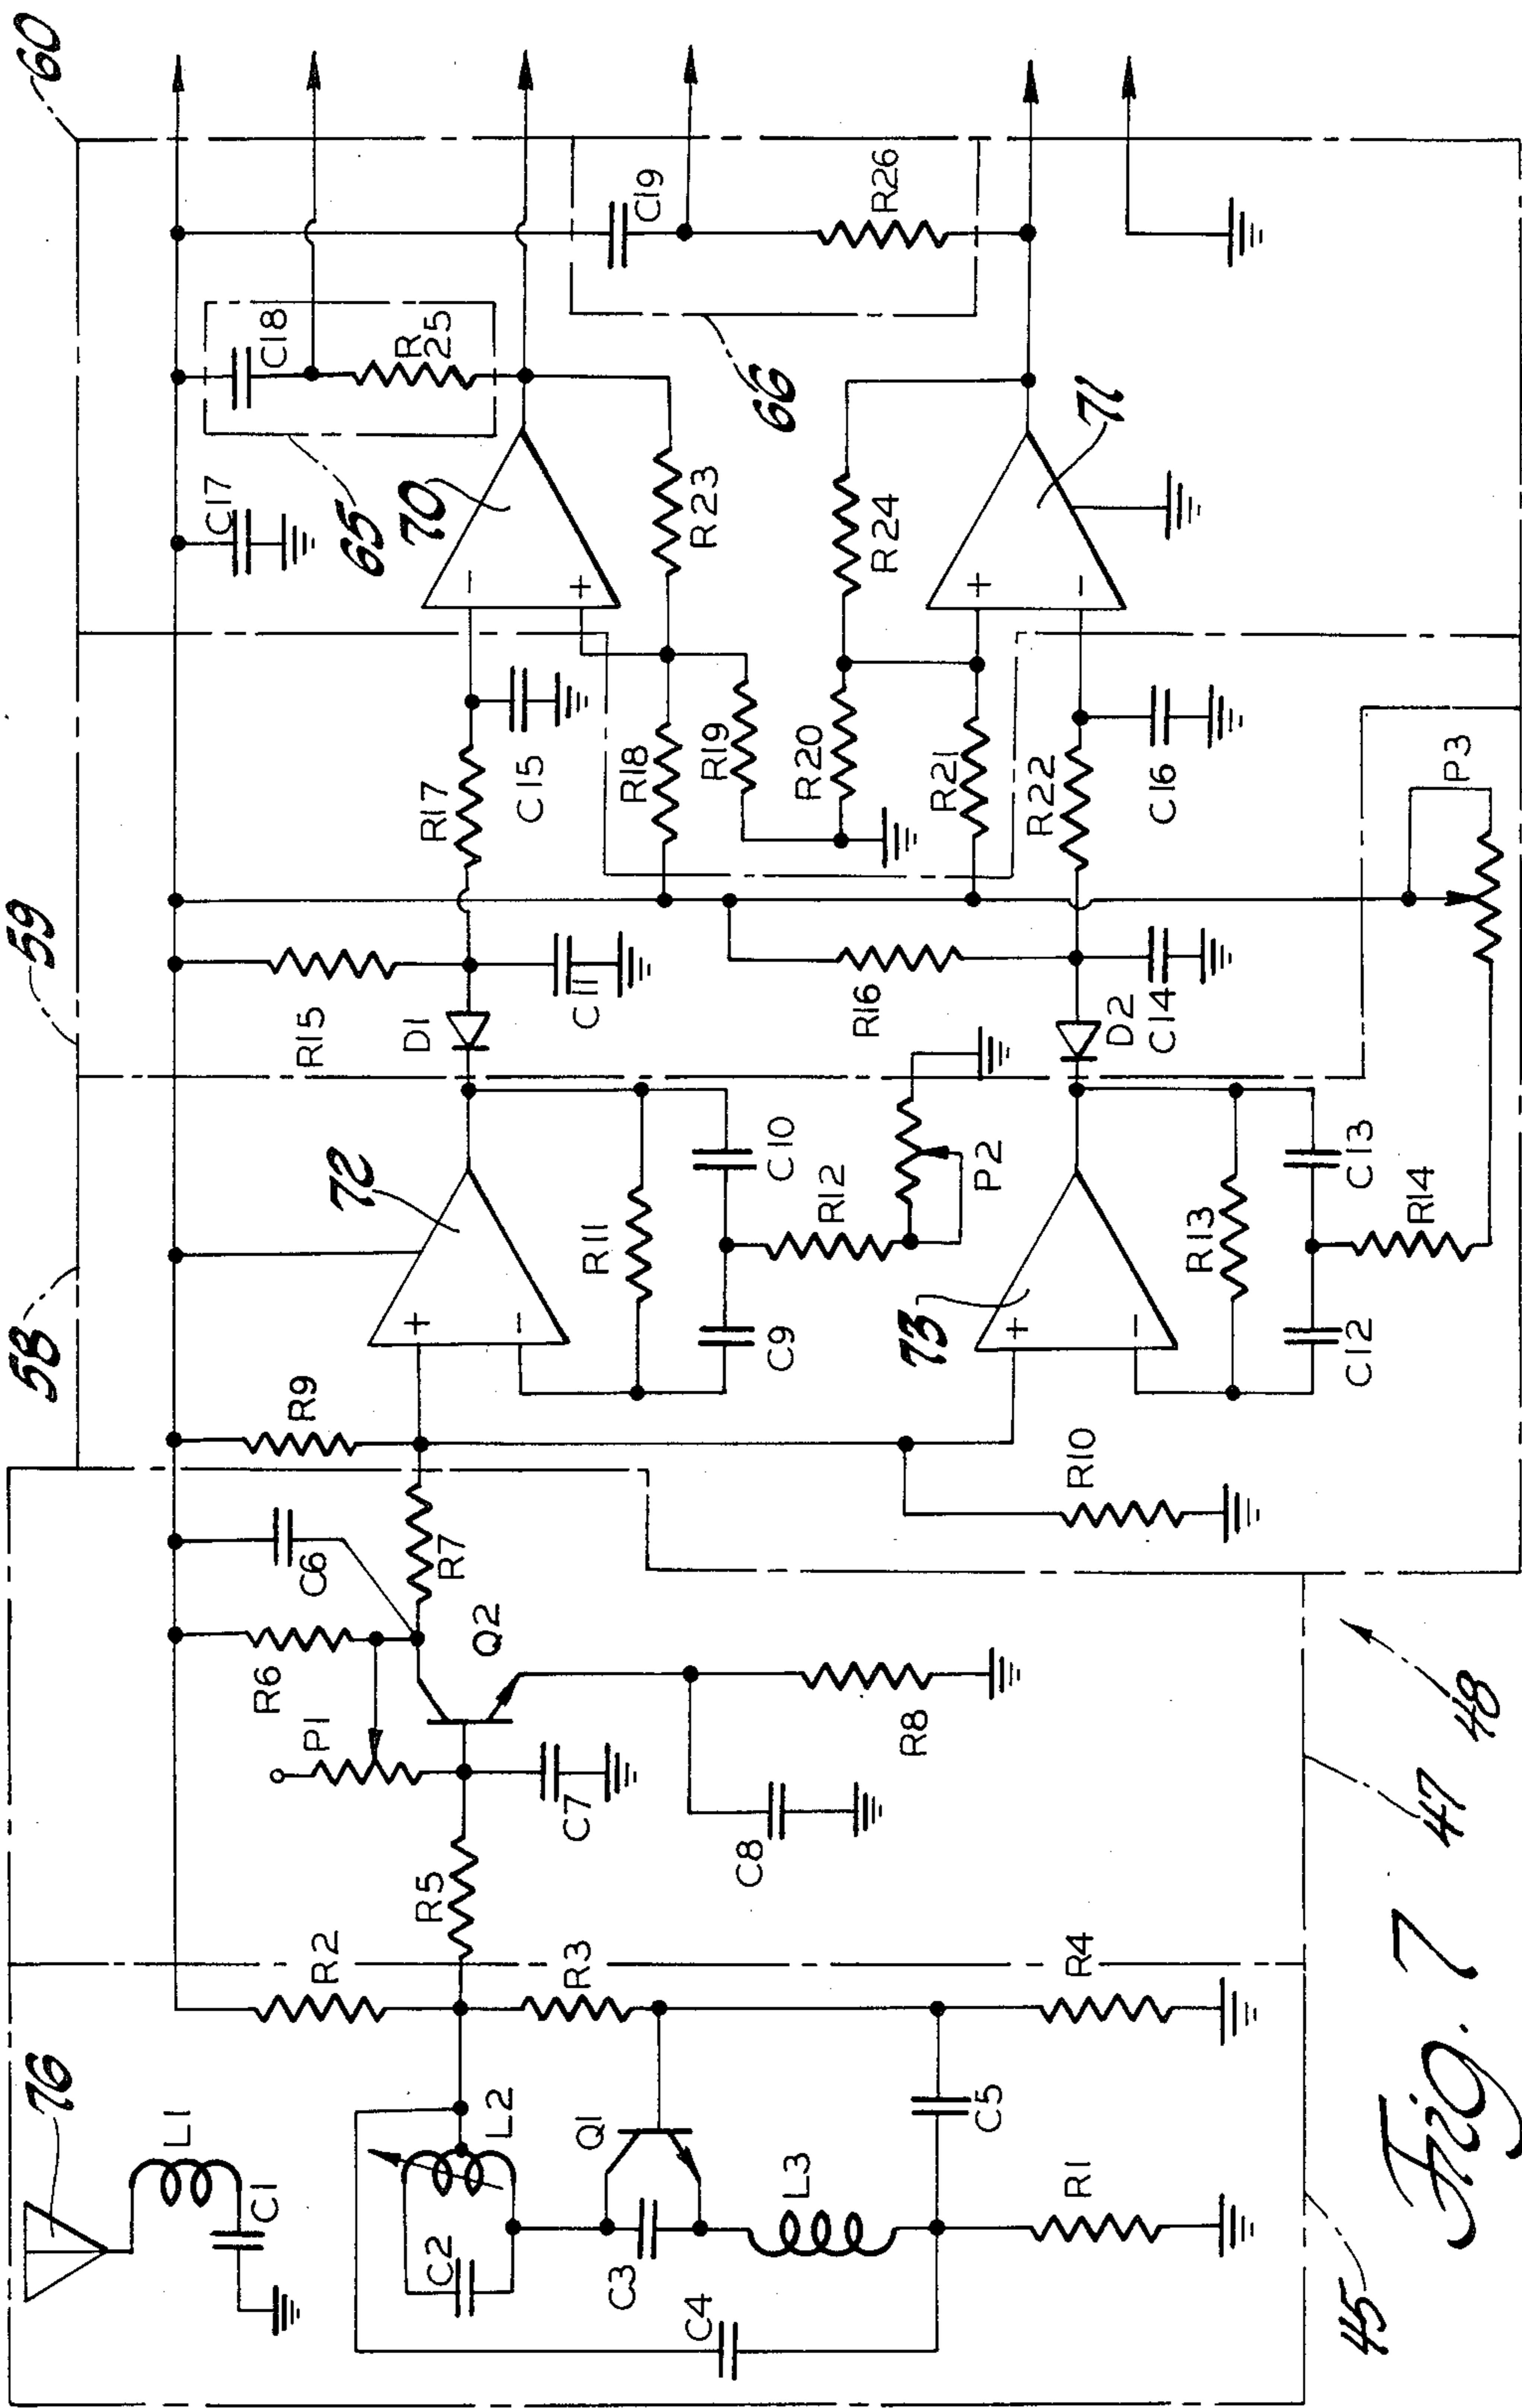 60
59
58
76
L1
C1
R2
R6
C6
R9
R15
C17
C18
R25
65
C19
R26
66
P1
Q2
R7
R5
C7
C8
R8
72
+
-
R11
C9
C10
R12
P2
D1
R17
C11
C15
R18
R19
70
-
+
R23
C2
L2
R3
Q1
C3
L3
C4
C5
R1
R4
R10
73
+
-
R13
C12
C13
R14
D2
R16
C14
R20
R21
R22
C16
P3
R24
+
-
71
45
47
48
Fig. 7